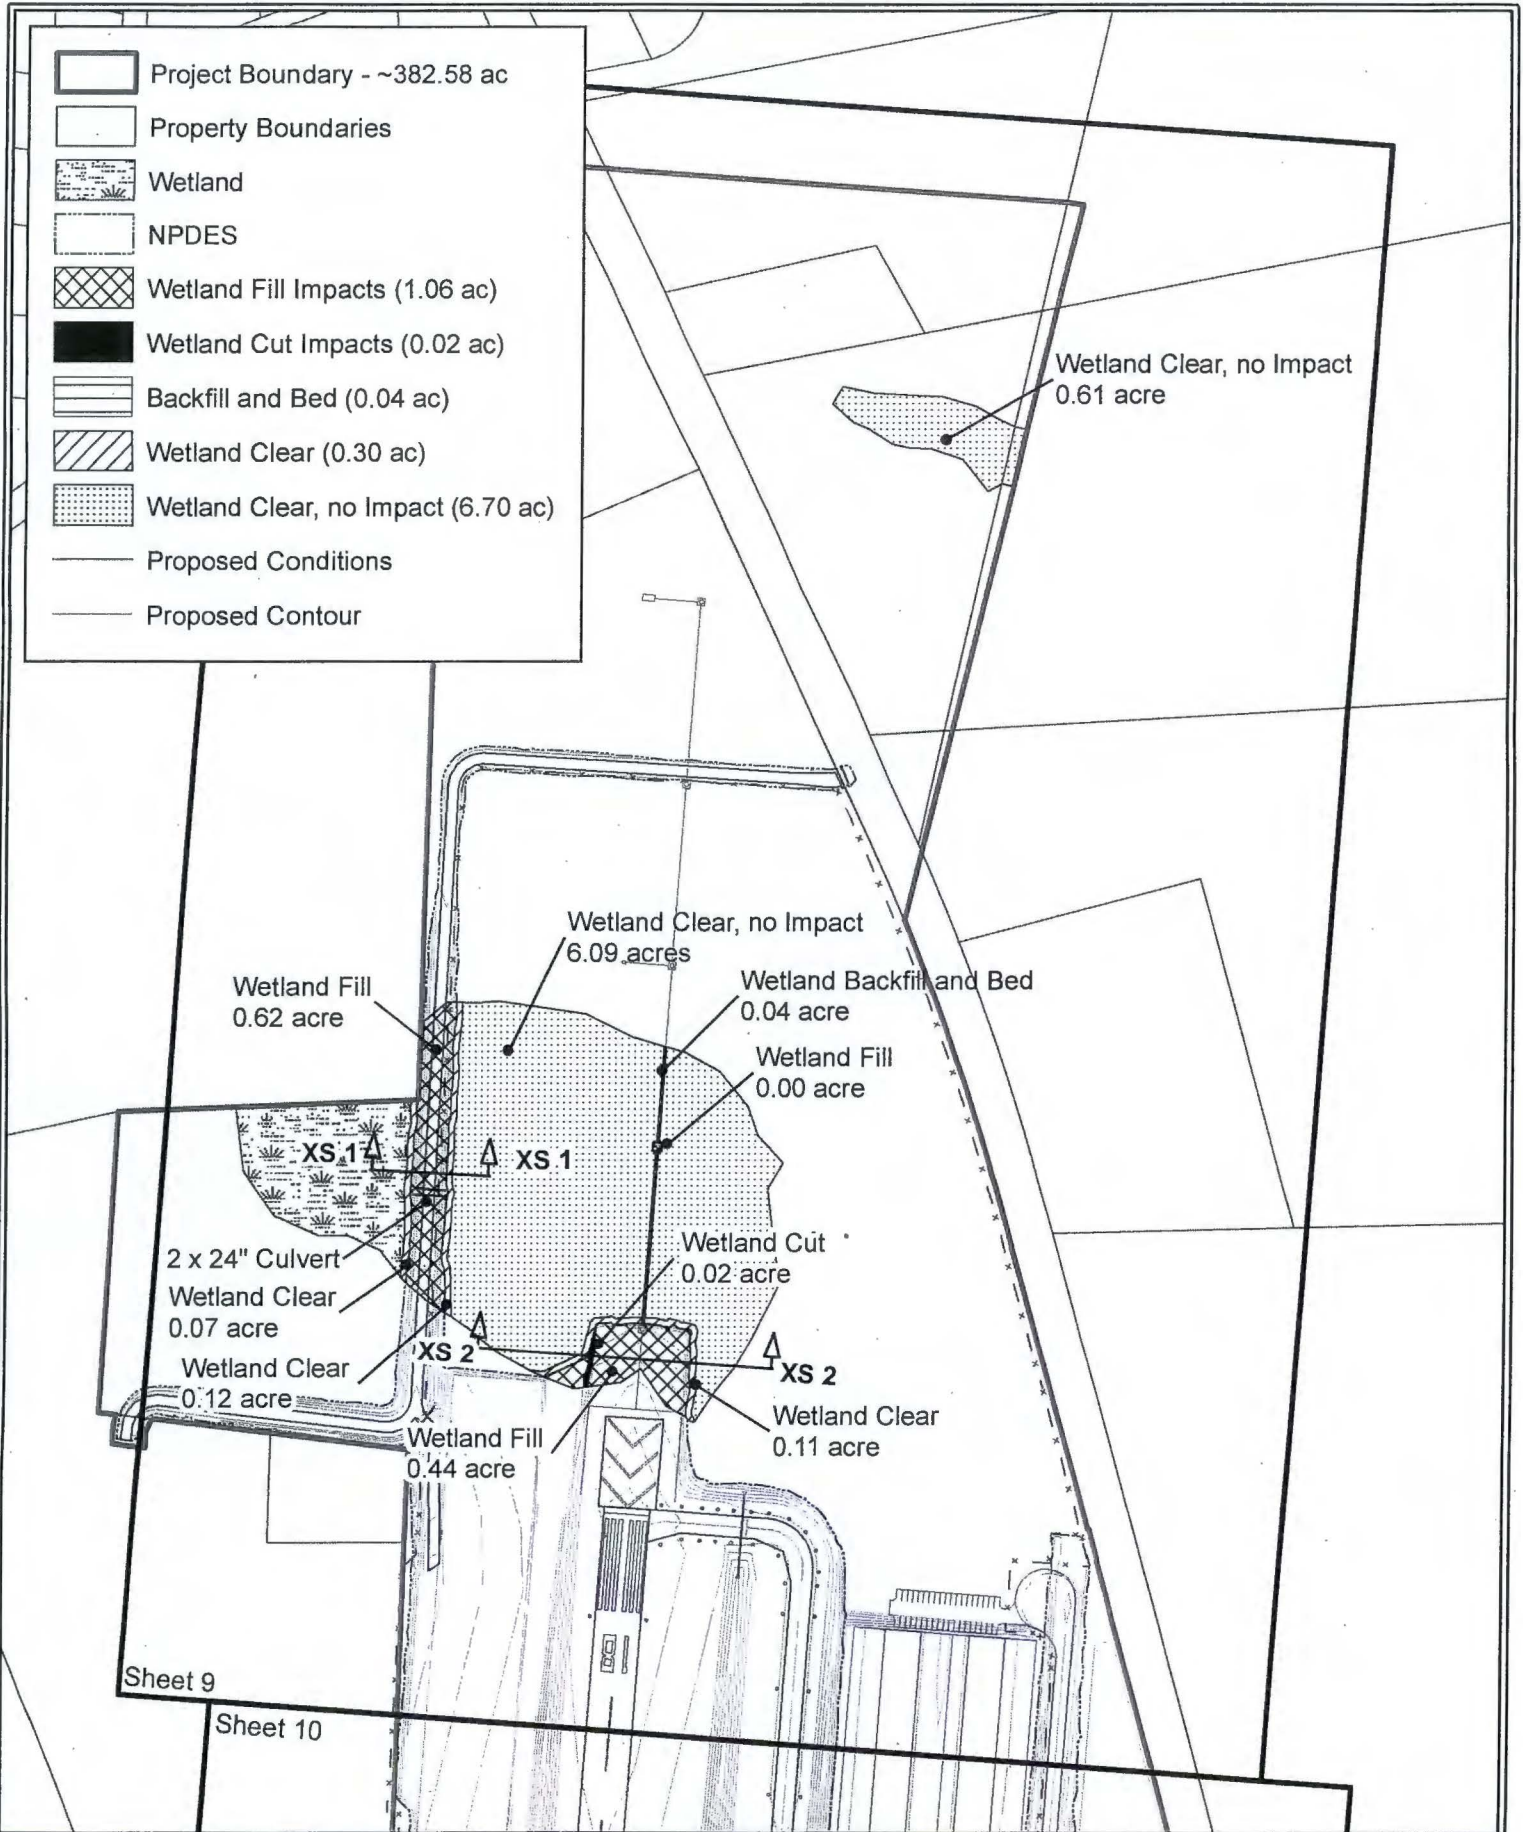 Project Boundary - ~382.58 ac
Property Boundaries
Wetland
NPDES
Wetland Fill Impacts (1.06 ac)
Wetland Cut Impacts (0.02 ac)
Backfill and Bed (0.04 ac)
Wetland Clear (0.30 ac)
Wetland Clear, no Impact (6.70 ac)
Proposed Conditions
Proposed Contour
Wetland Clear, no Impact
0.61 acre
Wetland Clear, no Impact
6.09 acres
Wetland Fill
0.62 acre
Wetland Backfill and Bed
0.04 acre
Wetland Fill
0.00 acre
XS 1
XS 1
2 x 24" Culvert
Wetland Cut
0.02 acre
Wetland Clear
0.07 acre
XS 2
XS 2
Wetland Clear
0.12 acre
Wetland Clear
0.11 acre
Wetland Fill
0.44 acre
Sheet 9
Sheet 10